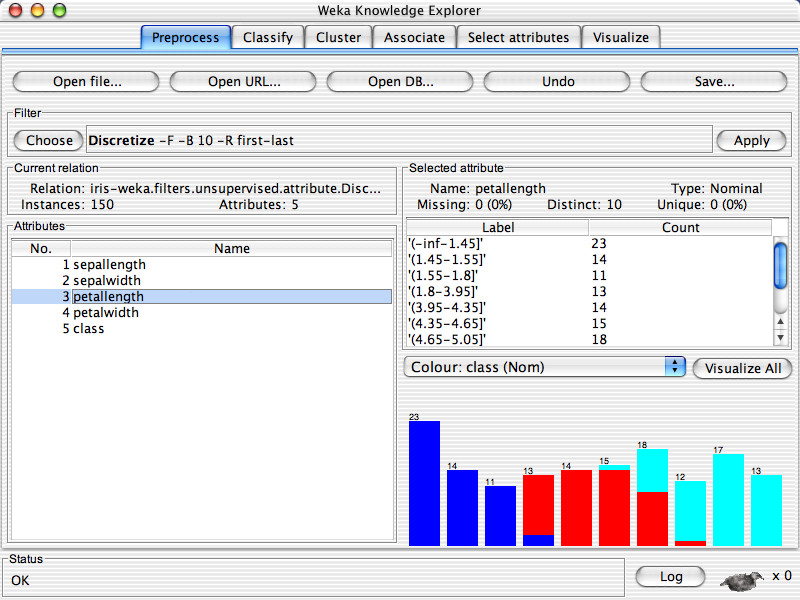 Weka Knowledge Explorer
Preprocess Classify Cluster Associate Select attributes Visualize
Open file... Open URL... Open DB... Undo Save...
Filter
Choose Discretize -F -B 10 -R first-last Apply
Current relation
Relation: iris-weka.filters.unsupervised.attribute.Disc...
Instances: 150 Attributes: 5
Attributes
No. Name
1 sepallength
2 sepalwidth
3 petallength
4 petalwidth
5 class
Selected attribute
Name: petallength Type: Nominal
Missing: 0 (0%) Distinct: 10 Unique: 0 (0%)
Label Count
'(-inf-1.45]' 23
'(1.45-1.55]' 14
'(1.55-1.8]' 11
'(1.8-3.95]' 13
'(3.95-4.35]' 14
'(4.35-4.65]' 15
'(4.65-5.05]' 18
Colour: class (Nom) Visualize All
23 14 11 13 14 15 18 12 17 13
Status
OK
Log x 0